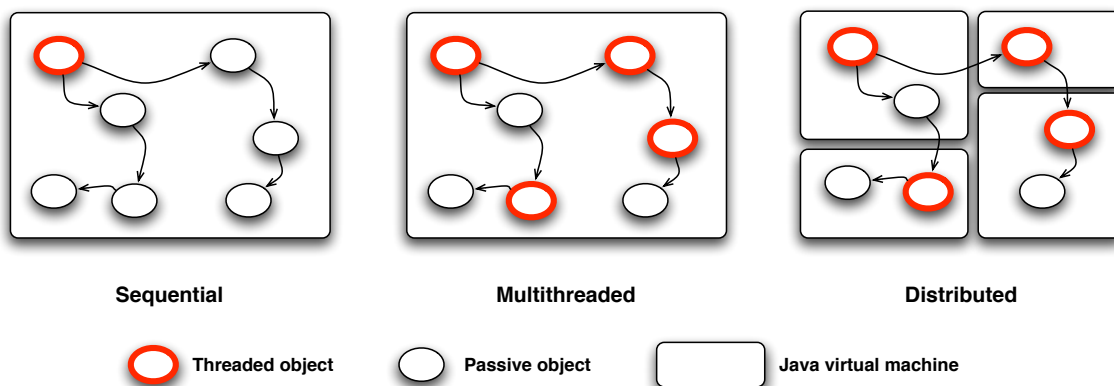 Sequential
Multithreaded
Distributed
Threaded object
Passive object
Java virtual machine